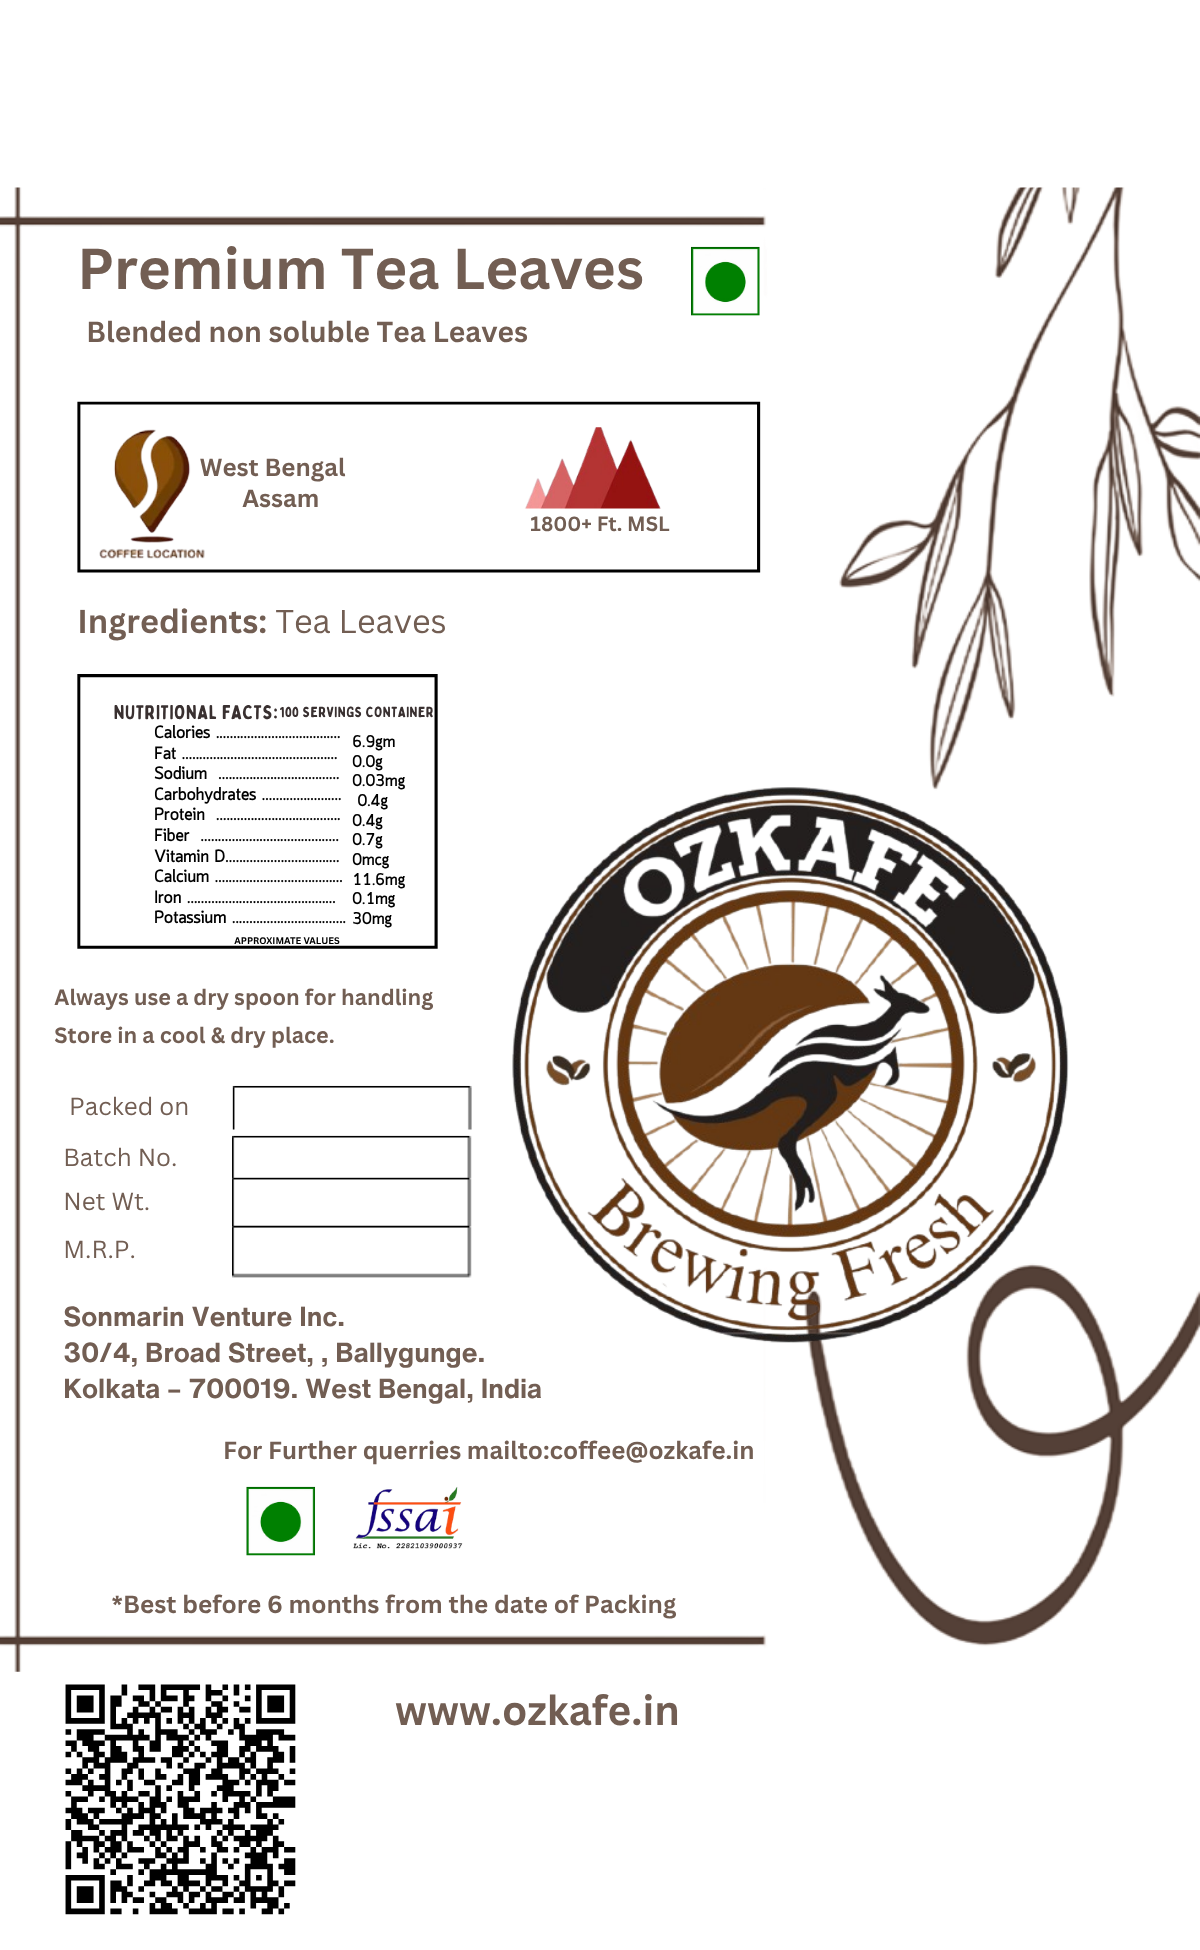 Premium Tea Leaves
Blended non soluble Tea Leaves
West Bengal
Assam
COFFEE LOCATION
1800+ Ft. MSL
Ingredients: Tea Leaves
NUTRITIONAL FACTS: 100 SERVINGS CONTAINER
Calories .................................... 6.9gm
Fat ............................................. 0.0g
Sodium ................................... 0.03mg
Carbohydrates ....................... 0.4g
Protein .................................... 0.4g
Fiber ........................................ 0.7g
Vitamin D................................. 0mcg
Calcium ..................................... 11.6mg
Iron ........................................... 0.1mg
Potassium ................................. 30mg
APPROXIMATE VALUES
Always use a dry spoon for handling
Store in a cool & dry place.
Packed on
Batch No.
Net Wt.
M.R.P.
OZKAFE
Brewing Fresh
Sonmarin Venture Inc.
30/4, Broad Street, , Ballygunge.
Kolkata – 700019. West Bengal, India
For Further querries mailto:coffee@ozkafe.in
fssai
Lic. No. 22821039000937
*Best before 6 months from the date of Packing
www.ozkafe.in